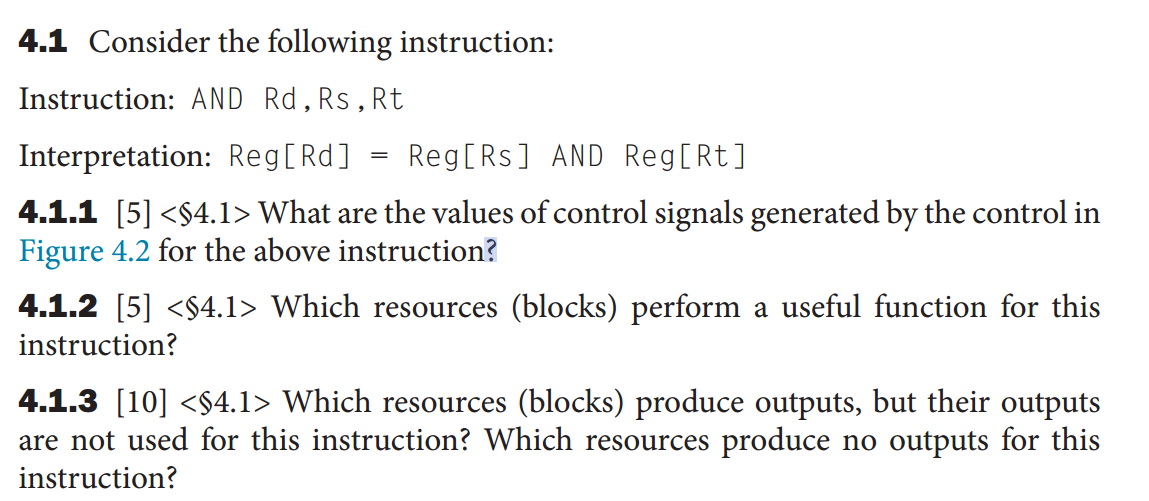 4.1 Consider the following instruction:
Instruction: AND Rd,Rs,Rt
Interpretation: Reg[Rd] = Reg[Rs] AND Reg[Rt]
4.1.1 [5] <§4.1> What are the values of control signals generated by the control in
Figure 4.2 for the above instruction?
4.1.2 [5] <§4.1> Which resources (blocks) perform a useful function for this
instruction?
4.1.3 [10] <§4.1> Which resources (blocks) produce outputs, but their outputs
are not used for this instruction? Which resources produce no outputs for this
instruction?